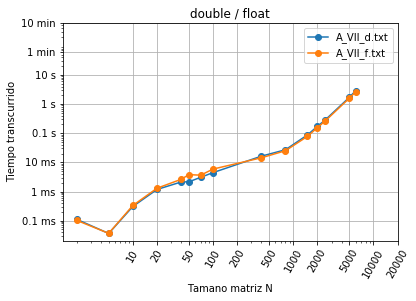 double / float
A_VII_d.txt
A_VII_f.txt
Tiempo transcurrido
10 min
1 min
10 s
1 s
0.1 s
10 ms
1 ms
0.1 ms
10
20
50
100
200
500
1000
2000
5000
10000
20000
Tamano matriz N